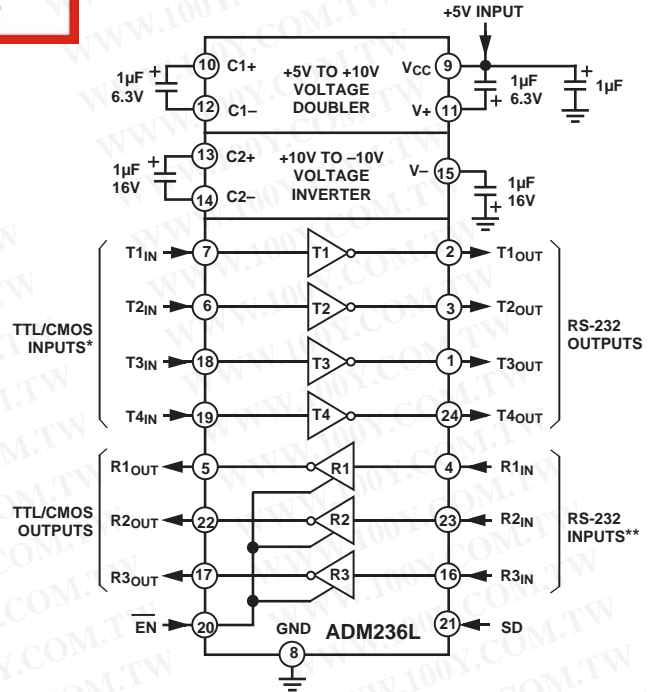 +5V INPUT
10 C1+ +5V TO +10V VCC 9
1µF + VOLTAGE + 1µF
6.3V DOUBLER 6.3V + 1µF
12 C1– V+ 11 +
13 C2+ +10V TO –10V
1µF + VOLTAGE V– 15
16V INVERTER 1µF
14 C2– + 16V
T1IN 7 T1 2 T1OUT
T2IN 6 T2 3 T2OUT
TTL/CMOS RS-232
INPUTS* OUTPUTS
T3IN 18 T3 1 T3OUT
T4IN 19 T4 24 T4OUT
R1OUT 5 R1 4 R1IN
TTL/CMOS R2OUT 22 R2 23 R2IN RS-232
OUTPUTS INPUTS**
R3OUT 17 R3 16 R3IN
EN 20 GND ADM236L 21 SD
8
WWW.100Y.COM.TW